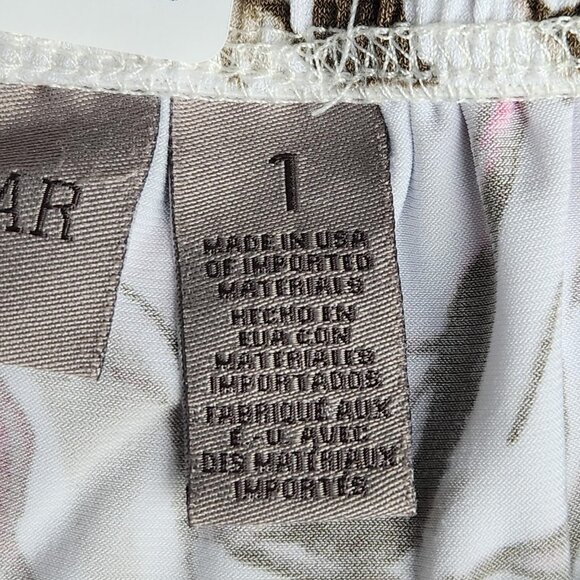 AR
1
MADE IN USA
OF IMPORTED
MATERIALS
HECHO EN
EUA CON
MATERIALES
IMPORTADOS
FABRIQUÉ AUX
É.-U. AVEC
DES MATÉRIAUX
IMPORTÉS